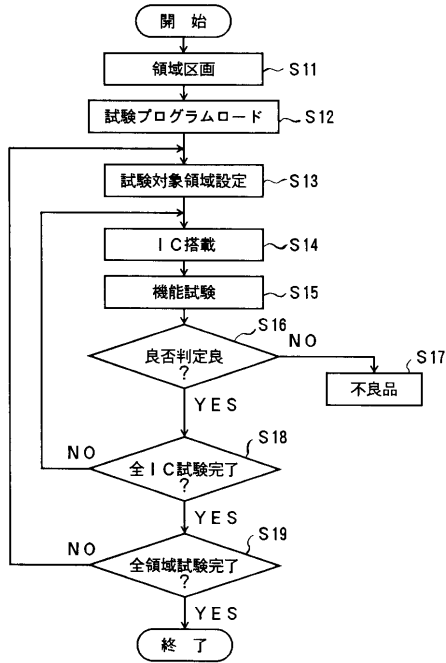 開 始
領域区画
S11
試験プログラムロード
S12
試験対象領域設定
S13
IC搭載
S14
機能試験
S15
S16
良否判定良
?
NO
S17
不良品
YES
S18
NO
全IC試験完了
?
YES
S19
NO
全領域試験完了
?
YES
終 了